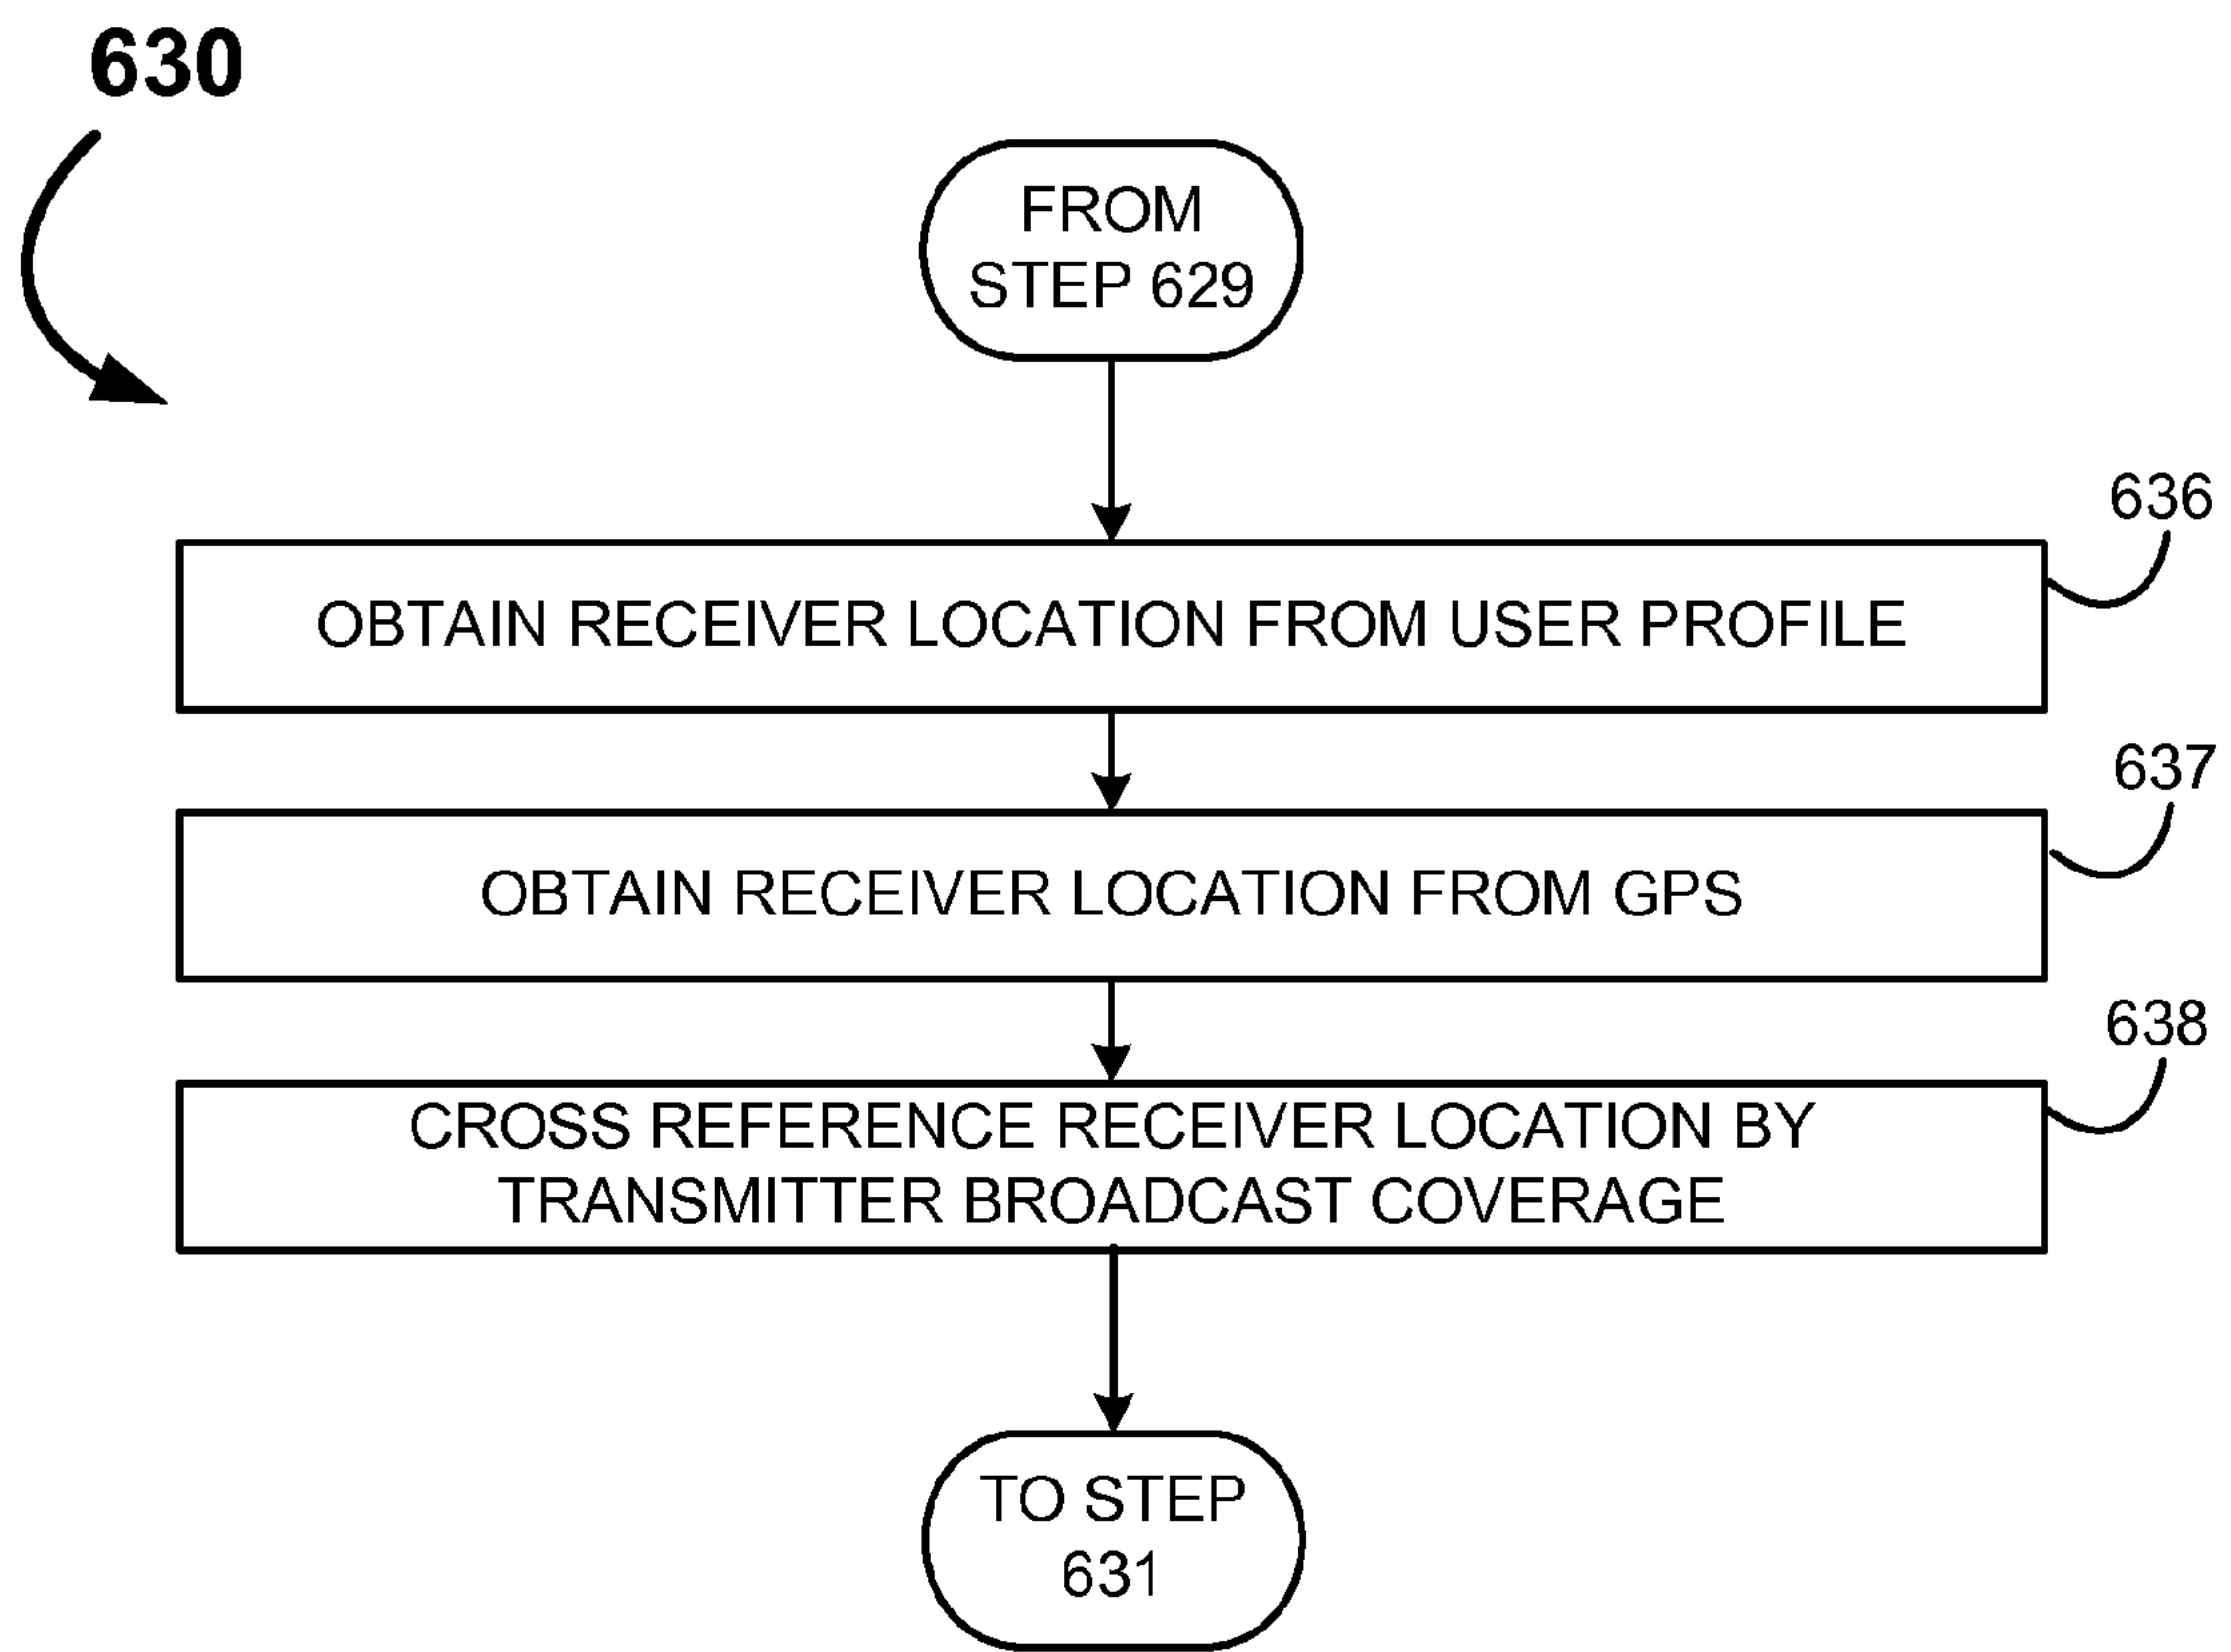 630
FROM
STEP 629
636
OBTAIN RECEIVER LOCATION FROM USER PROFILE
637
OBTAIN RECEIVER LOCATION FROM GPS
638
CROSS REFERENCE RECEIVER LOCATION BY
TRANSMITTER BROADCAST COVERAGE
TO STEP
631